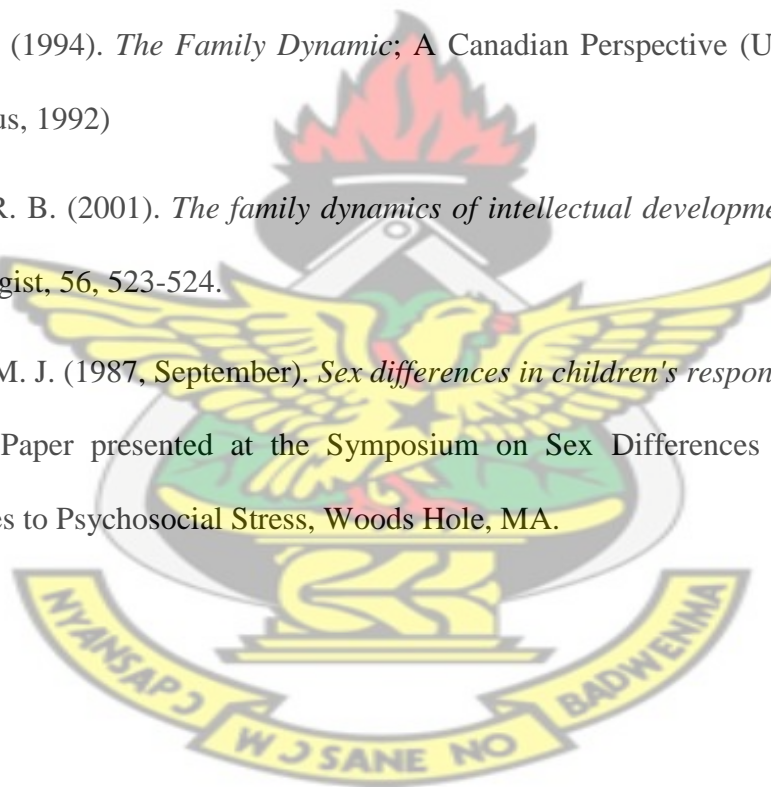 (1994). The Family Dynamic; A Canadian Perspective (U
us, 1992)
R. B. (2001). The family dynamics of intellectual developme
gist, 56, 523-524.
M. J. (1987, September). Sex differences in children's respon
Paper presented at the Symposium on Sex Differences
es to Psychosocial Stress, Woods Hole, MA.
NYANSAPƆ WƆSANE NO BADWENMA